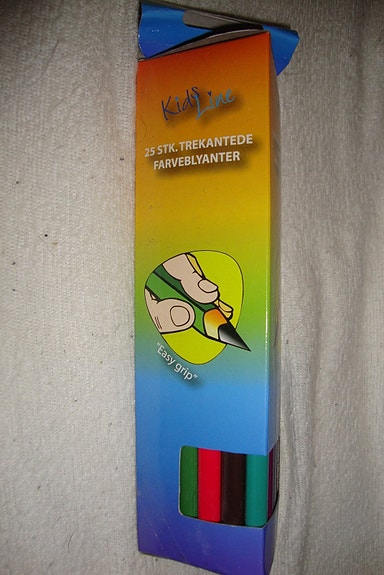 Kids Line
25 STK. TREKANTEDE
FARVEBLYANTER
"Easy grip"